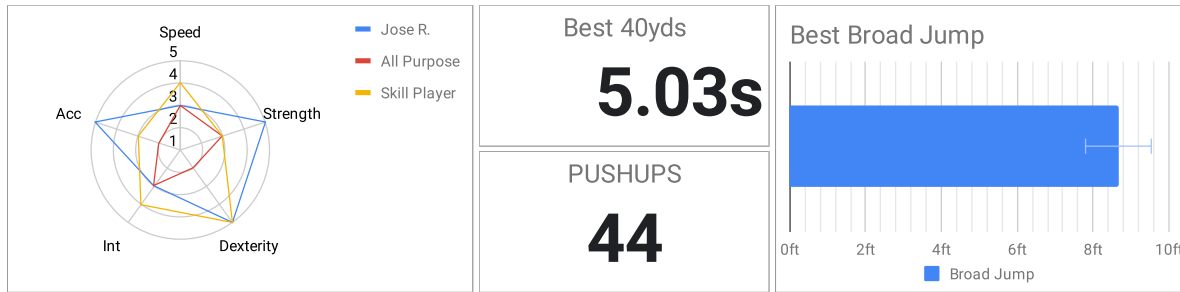 Speed
5
4
3
2
1
Acc
Strength
Int
Dexterity
Jose R.
All Purpose
Skill Player
Best 40yds
5.03s
PUSHUPS
44
Best Broad Jump
0ft 2ft 4ft 6ft 8ft 10ft
Broad Jump